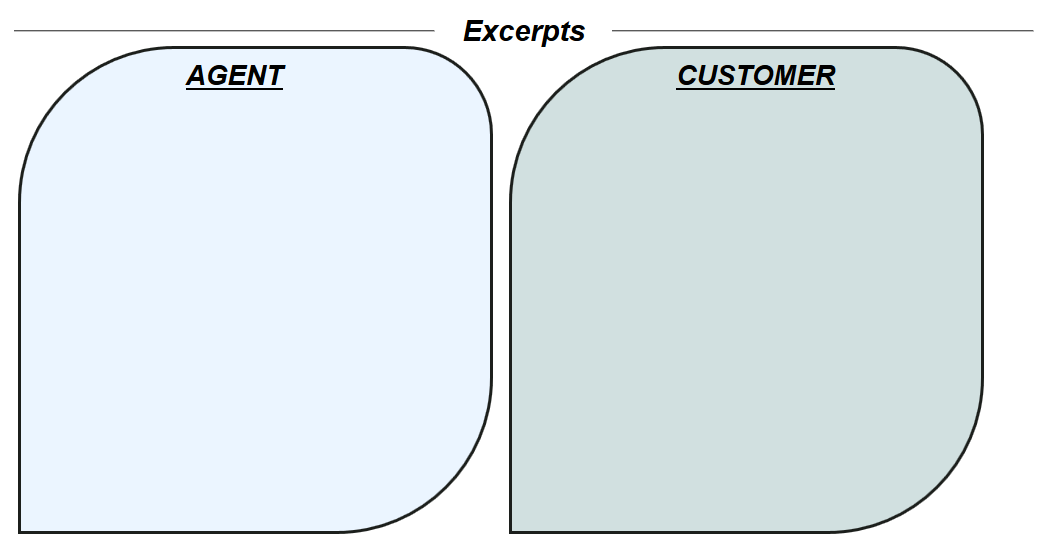 Excerpts
AGENT
CUSTOMER